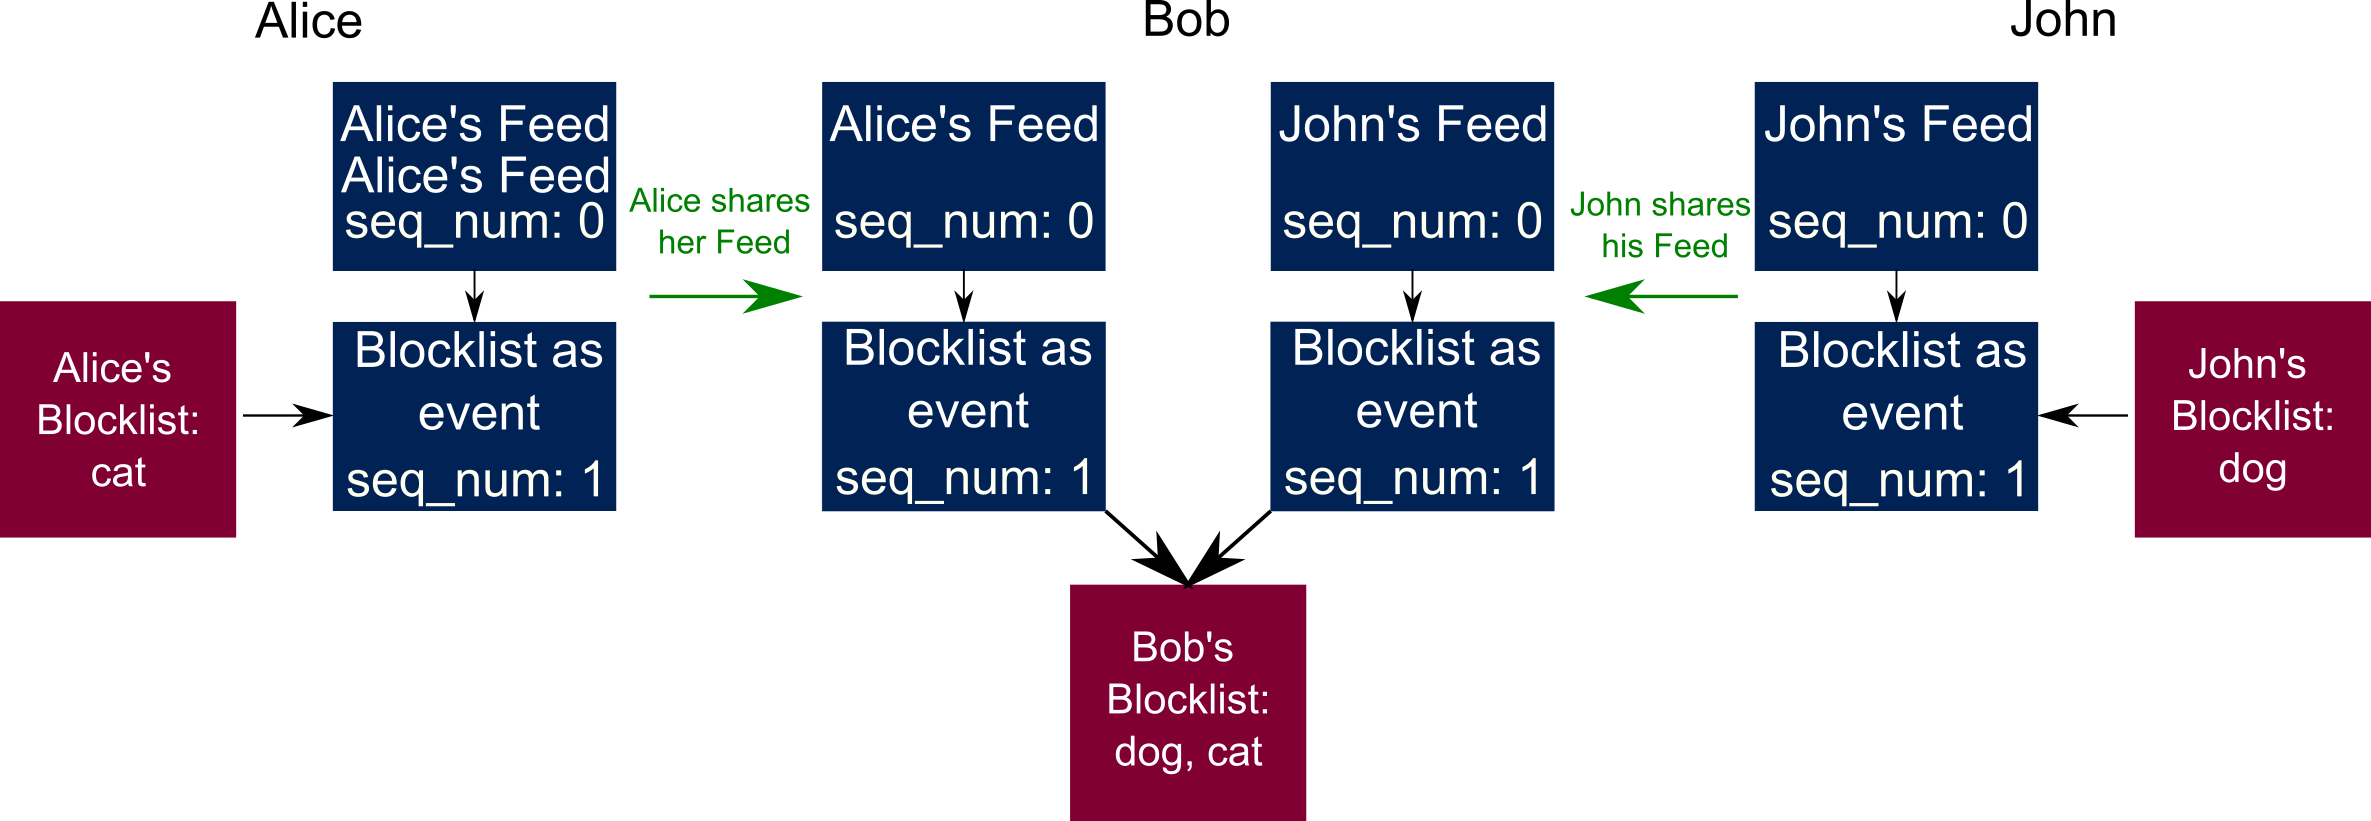 Alice
Bob
John
Alice's Feed
Alice's Feed
seq_num: 0
Alice shares
her Feed
Alice's Feed
seq_num: 0
John's Feed
seq_num: 0
John shares
his Feed
John's Feed
seq_num: 0
Alice's
Blocklist:
cat
Blocklist as
event
seq_num: 1
Blocklist as
event
seq_num: 1
Blocklist as
event
seq_num: 1
Blocklist as
event
seq_num: 1
John's
Blocklist:
dog
Bob's
Blocklist:
dog, cat